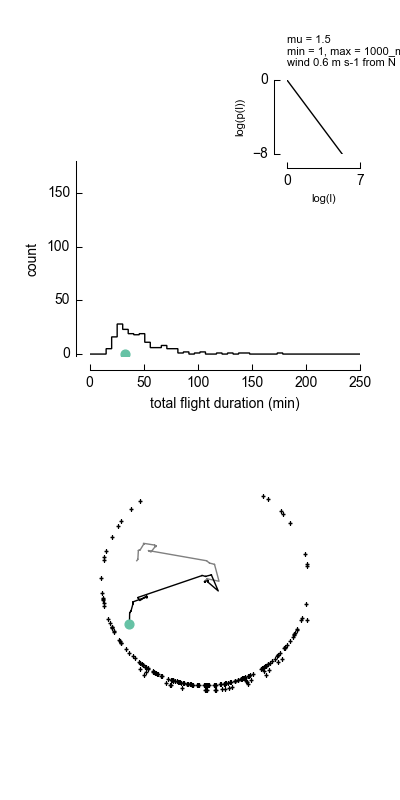 mu = 1.5
min = 1, max = 1000_m
wind 0.6 m s-1 from N
0
log(p(l))
−8
0 7
log(l)
150
100
count
50
0
0 50 100 150 200 250
total flight duration (min)